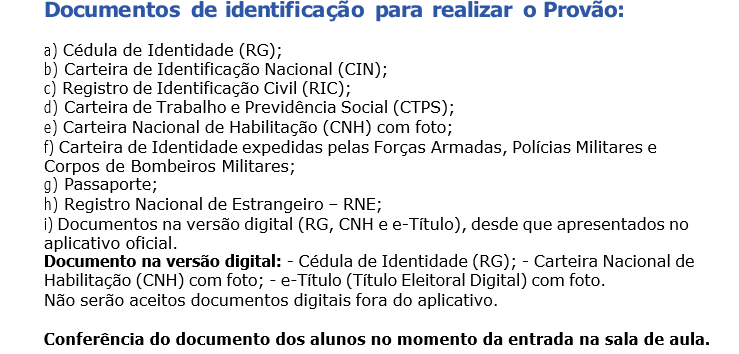 Documentos de identificação para realizar o Provão:
a) Cédula de Identidade (RG);
b) Carteira de Identificação Nacional (CIN);
c) Registro de Identificação Civil (RIC);
d) Carteira de Trabalho e Previdência Social (CTPS);
e) Carteira Nacional de Habilitação (CNH) com foto;
f) Carteira de Identidade expedidas pelas Forças Armadas, Polícias Militares e
Corpos de Bombeiros Militares;
g) Passaporte;
h) Registro Nacional de Estrangeiro – RNE;
i) Documentos na versão digital (RG, CNH e e-Título), desde que apresentados no
aplicativo oficial.
Documento na versão digital: - Cédula de Identidade (RG); - Carteira Nacional de
Habilitação (CNH) com foto; - e-Título (Título Eleitoral Digital) com foto.
Não serão aceitos documentos digitais fora do aplicativo.
Conferência do documento dos alunos no momento da entrada na sala de aula.